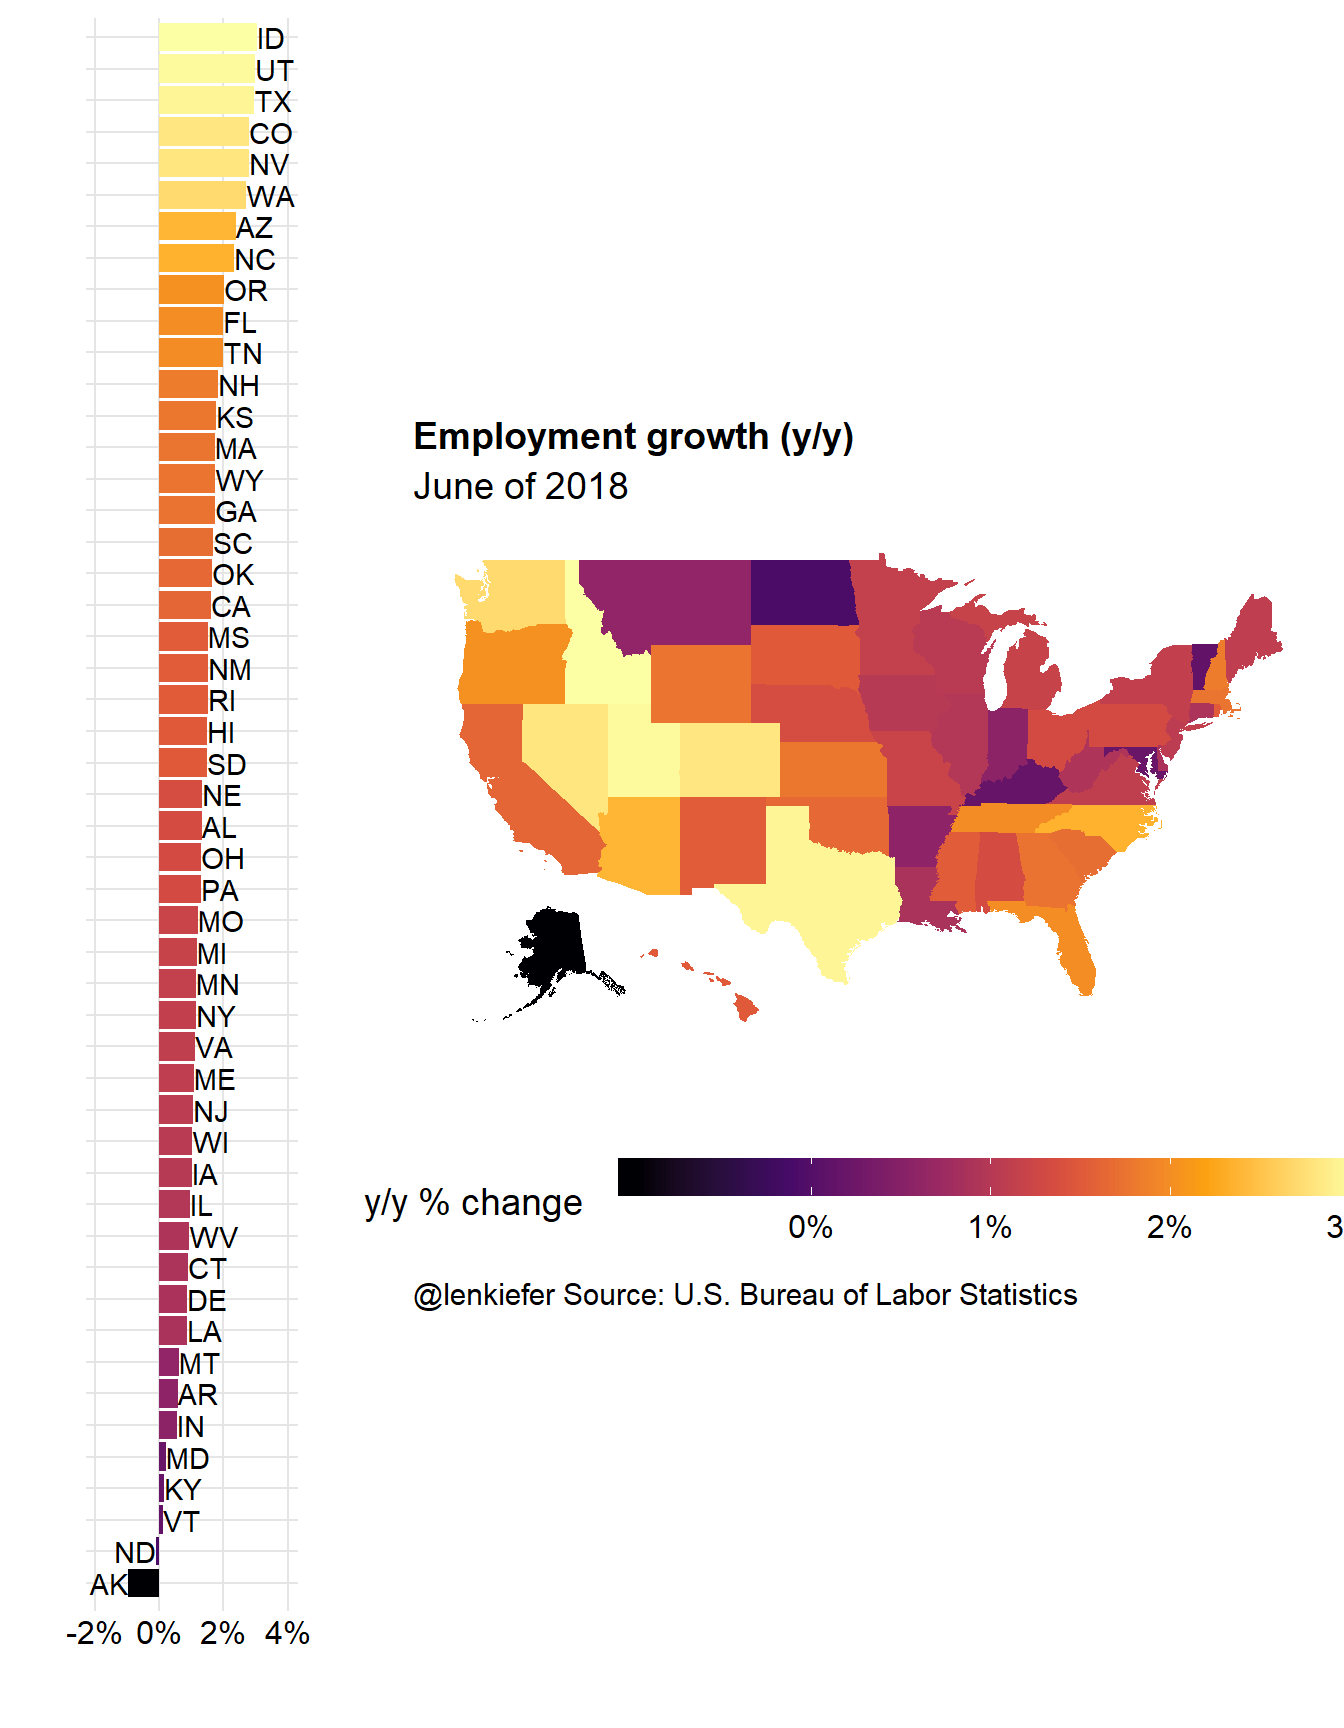 ID
UT
TX
CO
NV
WA
AZ
NC
OR
FL
TN
NH
KS
MA
WY
GA
SC
OK
CA
MS
NM
RI
HI
SD
NE
AL
OH
PA
MO
MI
MN
NY
VA
ME
NJ
WI
IA
IL
WV
CT
DE
LA
MT
AR
IN
MD
KY
VT
ND
AK
-2% 0% 2% 4%
Employment growth (y/y)
June of 2018
y/y % change
0% 1% 2% 3
@lenkiefer Source: U.S. Bureau of Labor Statistics